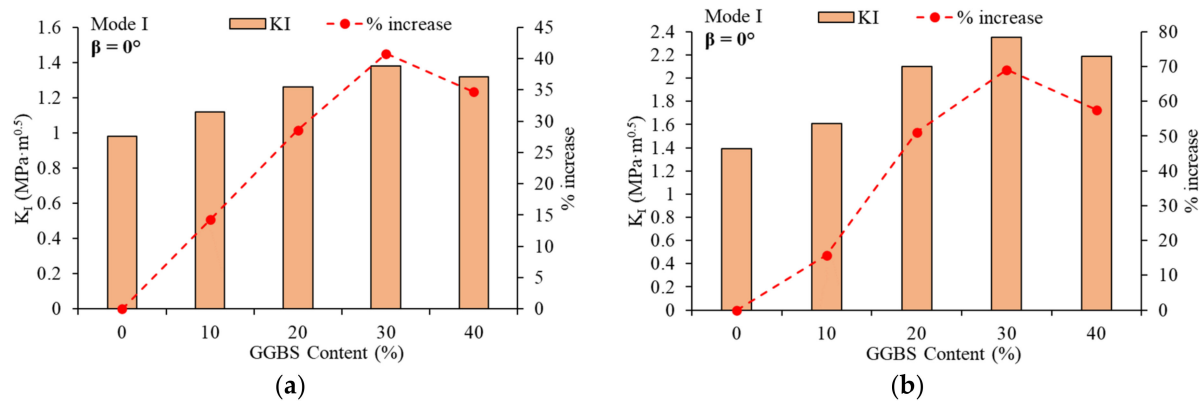 Mode I
β = 0°
KI
% increase
1.6
1.4
1.2
1
0.8
0.6
0.4
0.2
0
K_I (MPa·m^0.5)
45
40
35
30
25
20
15
10
5
0
% increase
0 10 20 30 40
GGBS Content (%)
(a)
Mode I
β = 0°
KI
% increase
2.4
2.2
2
1.8
1.6
1.4
1.2
1
0.8
0.6
0.4
0.2
0
K_I (MPa·m^0.5)
80
70
60
50
40
30
20
10
0
% increase
0 10 20 30 40
GGBS Content (%)
(b)